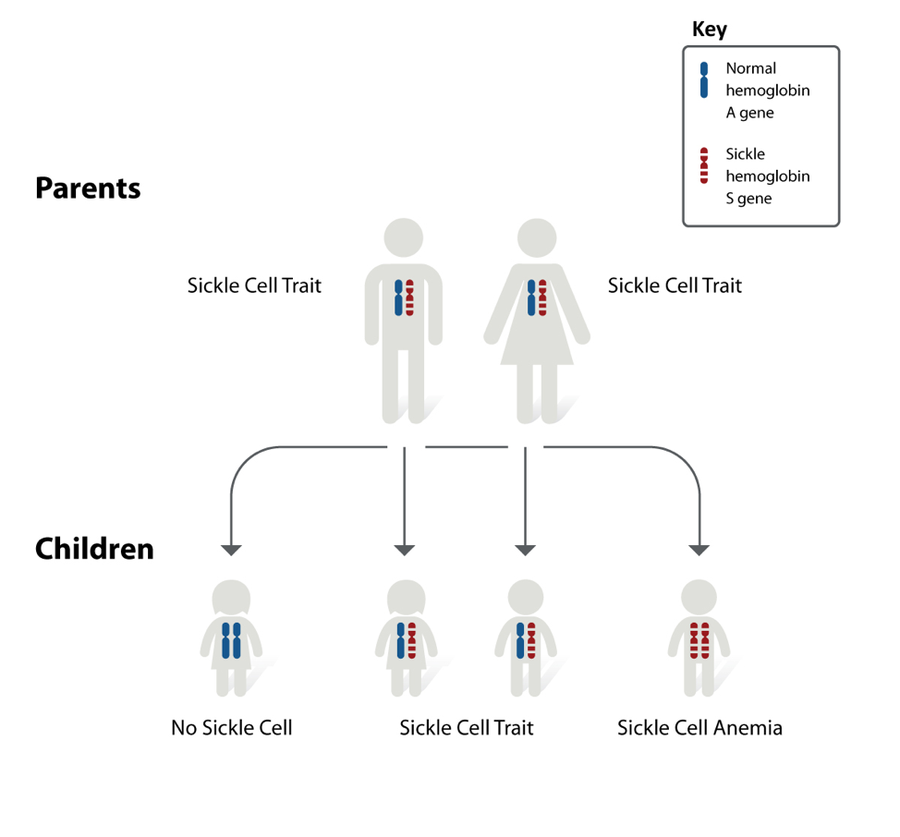 Key
Normal
hemoglobin
A gene
Sickle
hemoglobin
S gene
Parents
Sickle Cell Trait
Sickle Cell Trait
Children
No Sickle Cell
Sickle Cell Trait
Sickle Cell Anemia